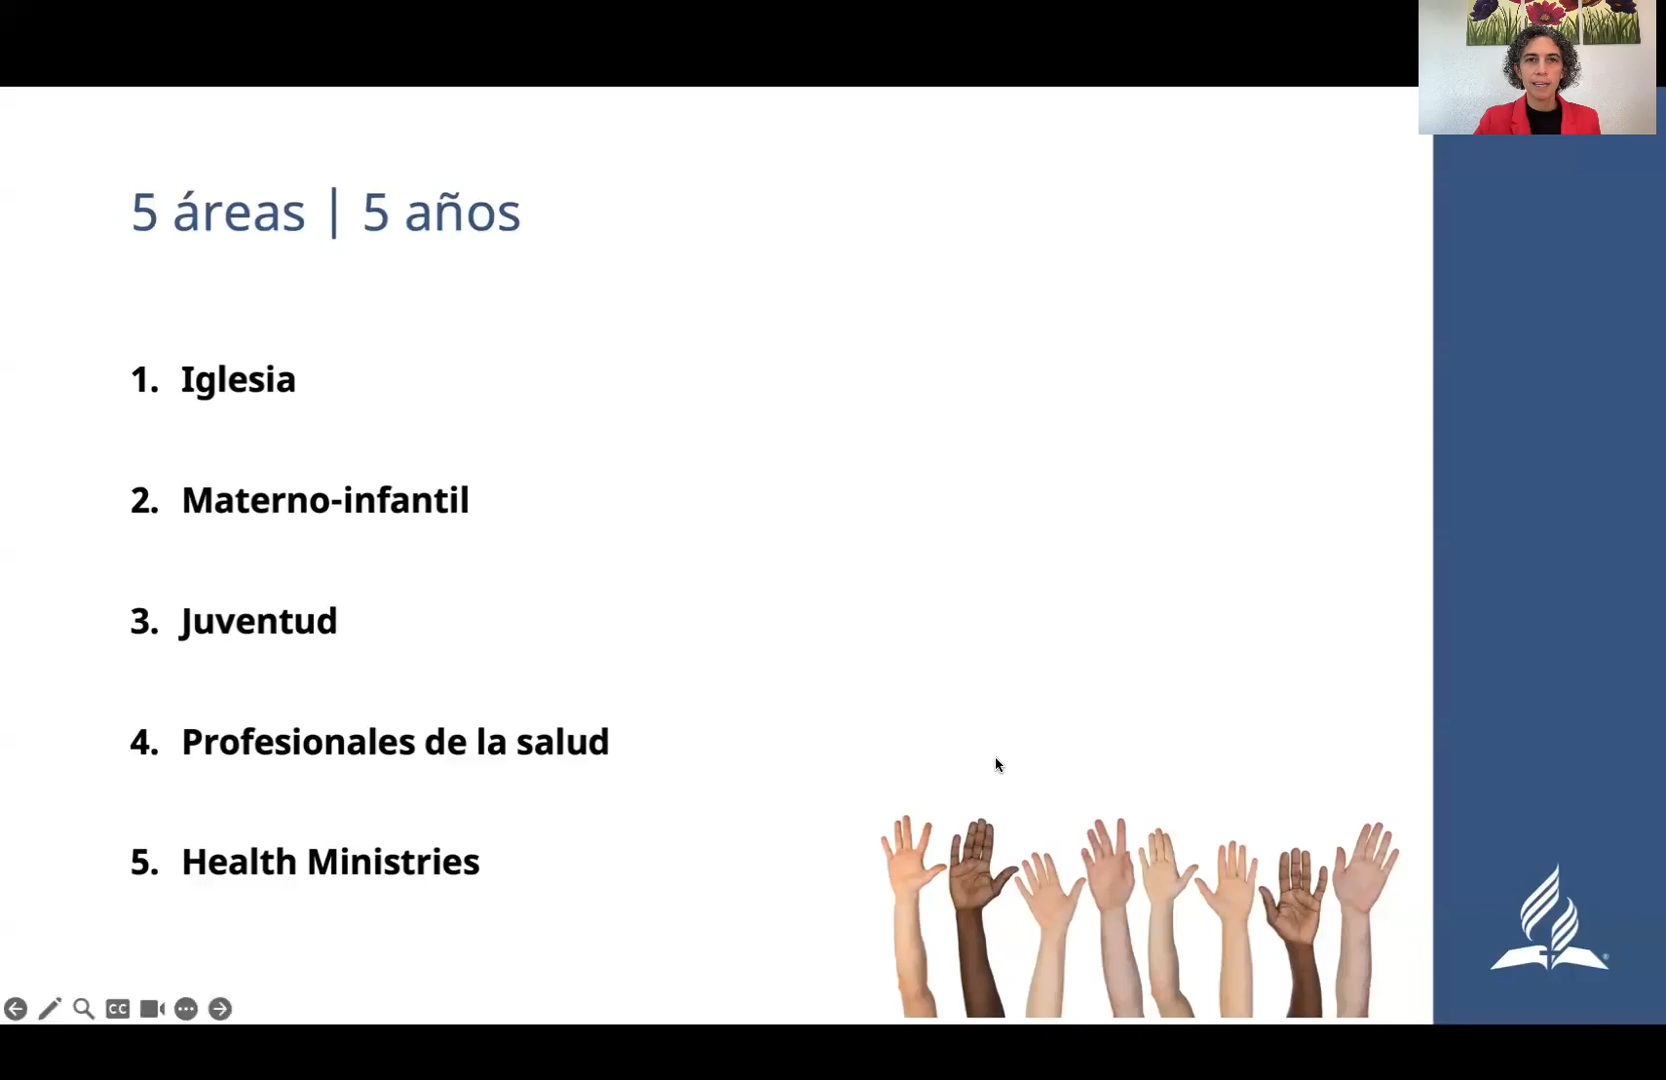 5 áreas | 5 años
1. Iglesia
2. Materno-infantil
3. Juventud
4. Profesionales de la salud
5. Health Ministries
CC